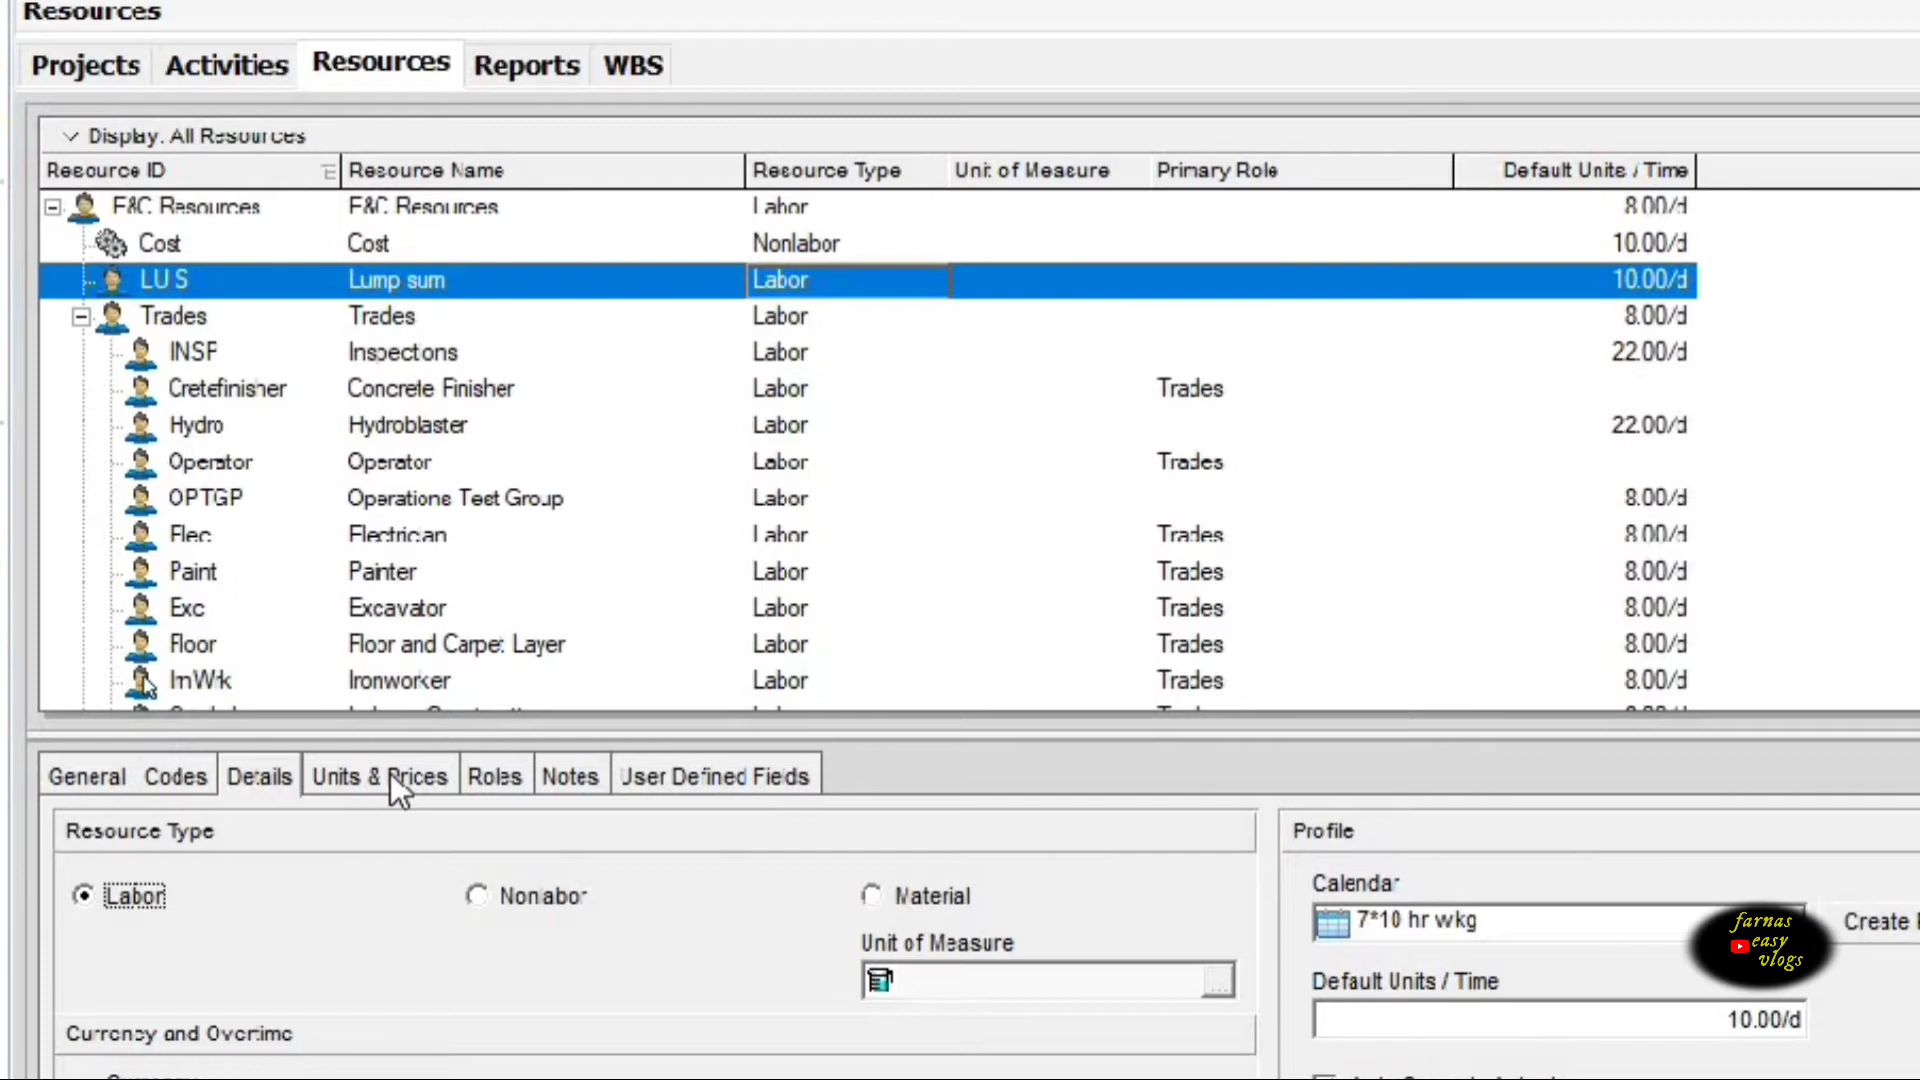 Resources
Projects Activities Resources Reports WBS
Display: All Resources
Resource ID Resource Name Resource Type Unit of Measure Primary Role Default Units / Time
E&C Resources E&C Resources Labor 8.00/d
Cost Cost Nonlabor 10.00/d
LUS Lump sum Labor 10.00/d
Trades Trades Labor 8.00/d
INSP Inspections Labor 22.00/d
Cretefinisher Concrete Finisher Labor Trades
Hydro Hydroblaster Labor 22.00/d
Operator Operator Labor Trades
OPTGP Operations Test Group Labor 8.00/d
Elec Electrician Labor Trades 8.00/d
Paint Painter Labor Trades 8.00/d
Exc Excavator Labor Trades 8.00/d
Floor Floor and Carpet Layer Labor Trades 8.00/d
IrnWrk Ironworker Labor Trades 8.00/d
General Codes Details Units & Prices Roles Notes User Defined Fields
Resource Type Profile
Labor Nonlabor Material
Calendar
7*10 hr wkg
Create
Unit of Measure
Default Units / Time
10.00/d
Currency and Overtime
farnas
easy
vlogs